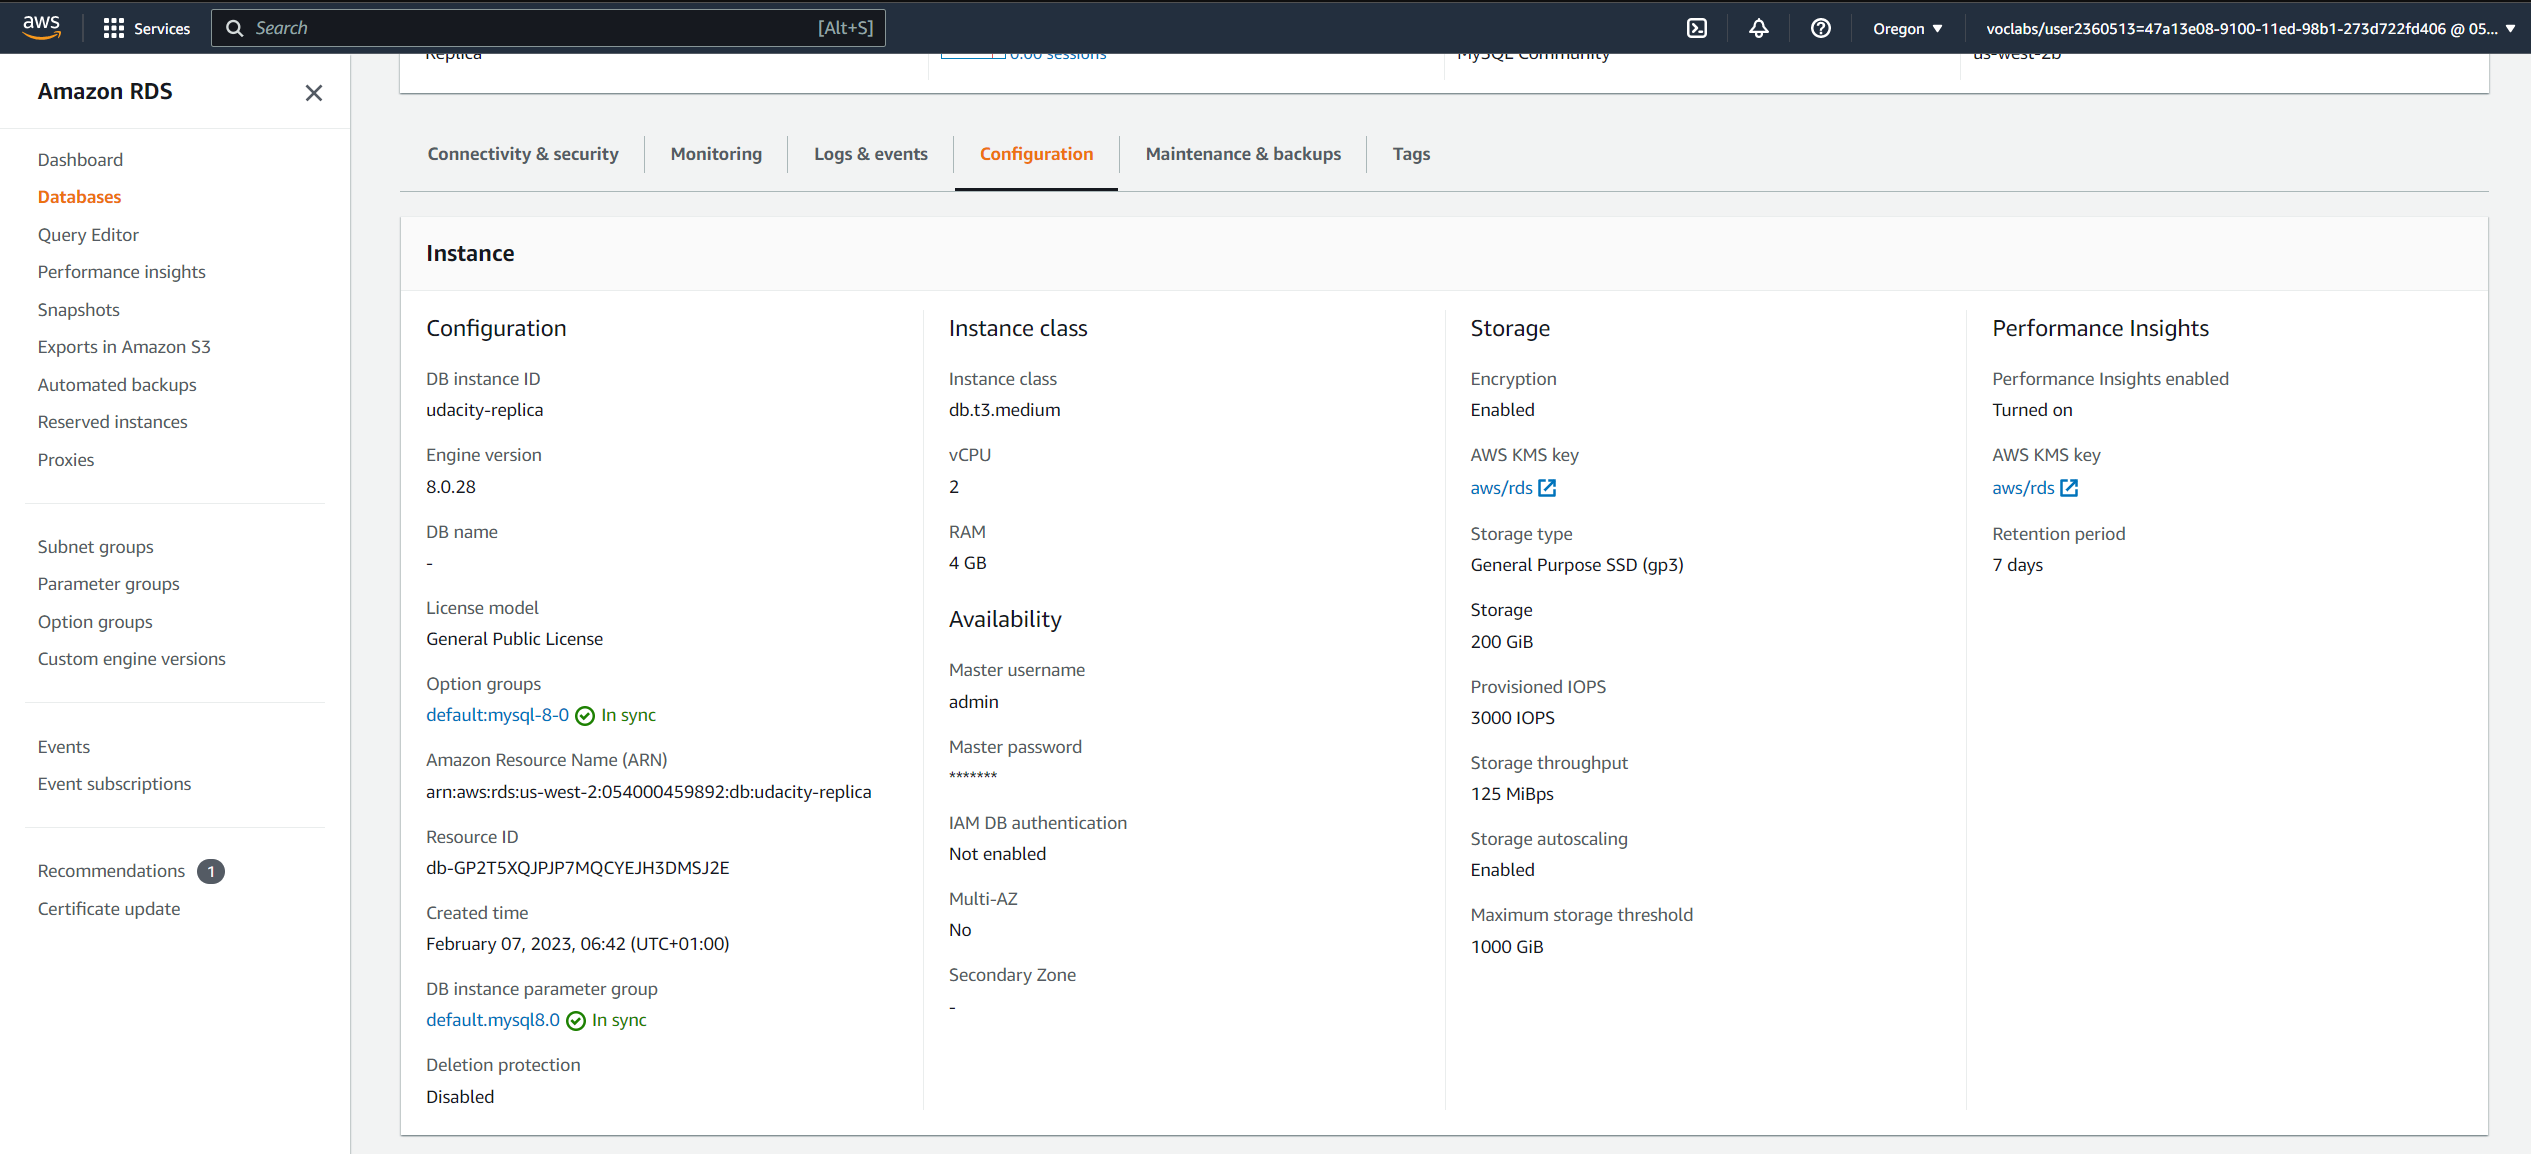 aws
Services
Search
[Alt+S]
Oregon
voclabs/user2360513=47a13e08-9100-11ed-98b1-273d722fd406 @ 05...
Amazon RDS
Dashboard
Databases
Query Editor
Performance insights
Snapshots
Exports in Amazon S3
Automated backups
Reserved instances
Proxies
Subnet groups
Parameter groups
Option groups
Custom engine versions
Events
Event subscriptions
Recommendations 1
Certificate update
Replica
0.00 sessions
MySQL Community
us-west-2b
Connectivity & security
Monitoring
Logs & events
Configuration
Maintenance & backups
Tags
Instance
Configuration
DB instance ID
udacity-replica
Engine version
8.0.28
DB name
-
License model
General Public License
Option groups
default:mysql-8-0 In sync
Amazon Resource Name (ARN)
arn:aws:rds:us-west-2:054000459892:db:udacity-replica
Resource ID
db-GP2T5XQJPJP7MQCYEJH3DMSJ2E
Created time
February 07, 2023, 06:42 (UTC+01:00)
DB instance parameter group
default.mysql8.0 In sync
Deletion protection
Disabled
Instance class
Instance class
db.t3.medium
vCPU
2
RAM
4 GB
Availability
Master username
admin
Master password
*******
IAM DB authentication
Not enabled
Multi-AZ
No
Secondary Zone
-
Storage
Encryption
Enabled
AWS KMS key
aws/rds
Storage type
General Purpose SSD (gp3)
Storage
200 GiB
Provisioned IOPS
3000 IOPS
Storage throughput
125 MiBps
Storage autoscaling
Enabled
Maximum storage threshold
1000 GiB
Performance Insights
Performance Insights enabled
Turned on
AWS KMS key
aws/rds
Retention period
7 days